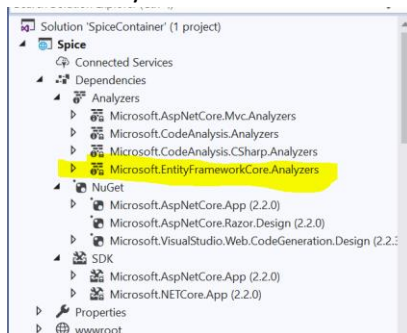 Solution 'SpiceContainer' (1 project)
Spice
Connected Services
Dependencies
Analyzers
Microsoft.AspNetCore.Mvc.Analyzers
Microsoft.CodeAnalysis.Analyzers
Microsoft.CodeAnalysis.CSharp.Analyzers
Microsoft.EntityFrameworkCore.Analyzers
NuGet
Microsoft.AspNetCore.App (2.2.0)
Microsoft.AspNetCore.Razor.Design (2.2.0)
Microsoft.VisualStudio.Web.CodeGeneration.Design (2.2.3
SDK
Microsoft.AspNetCore.App (2.2.0)
Microsoft.NETCore.App (2.2.0)
Properties
wwwroot